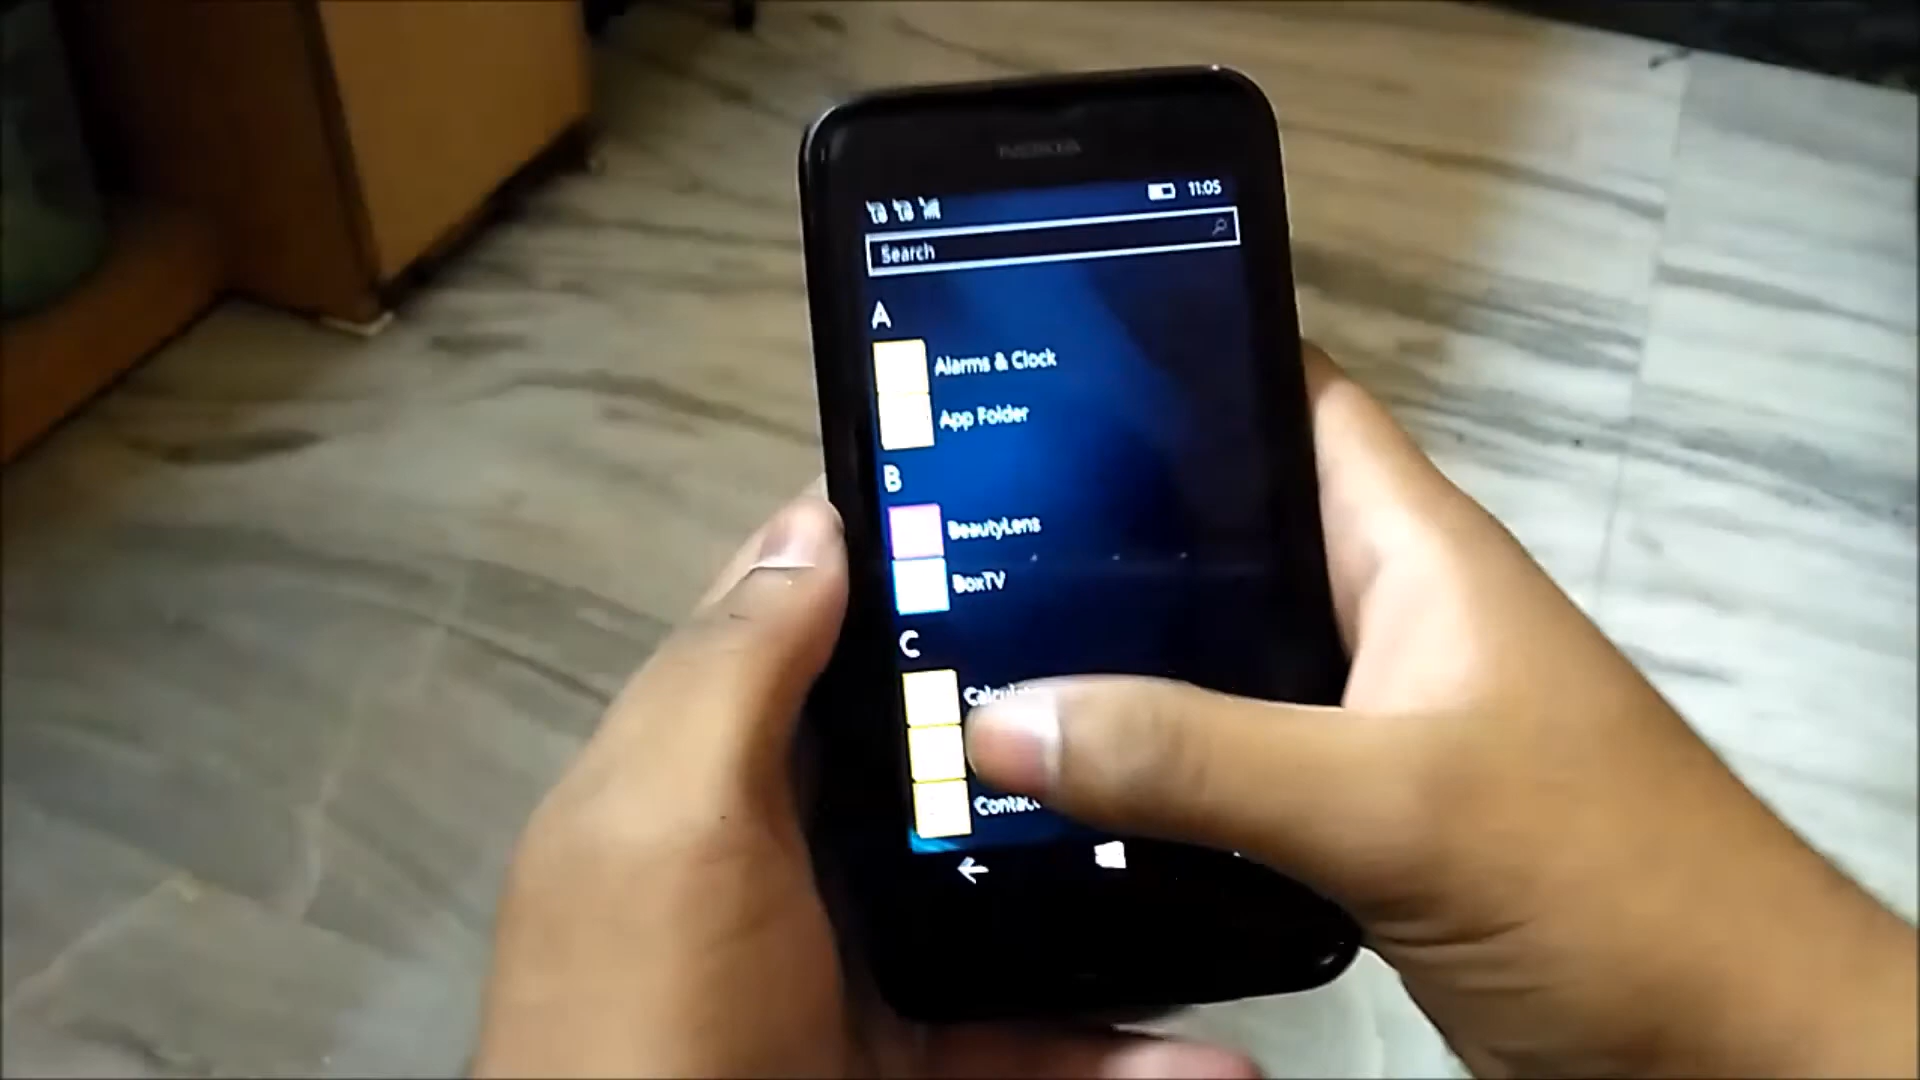 NOKIA
11:05
Search
A
Alarms & Clock
App Folder
B
BeautyLens
BoxTV
C